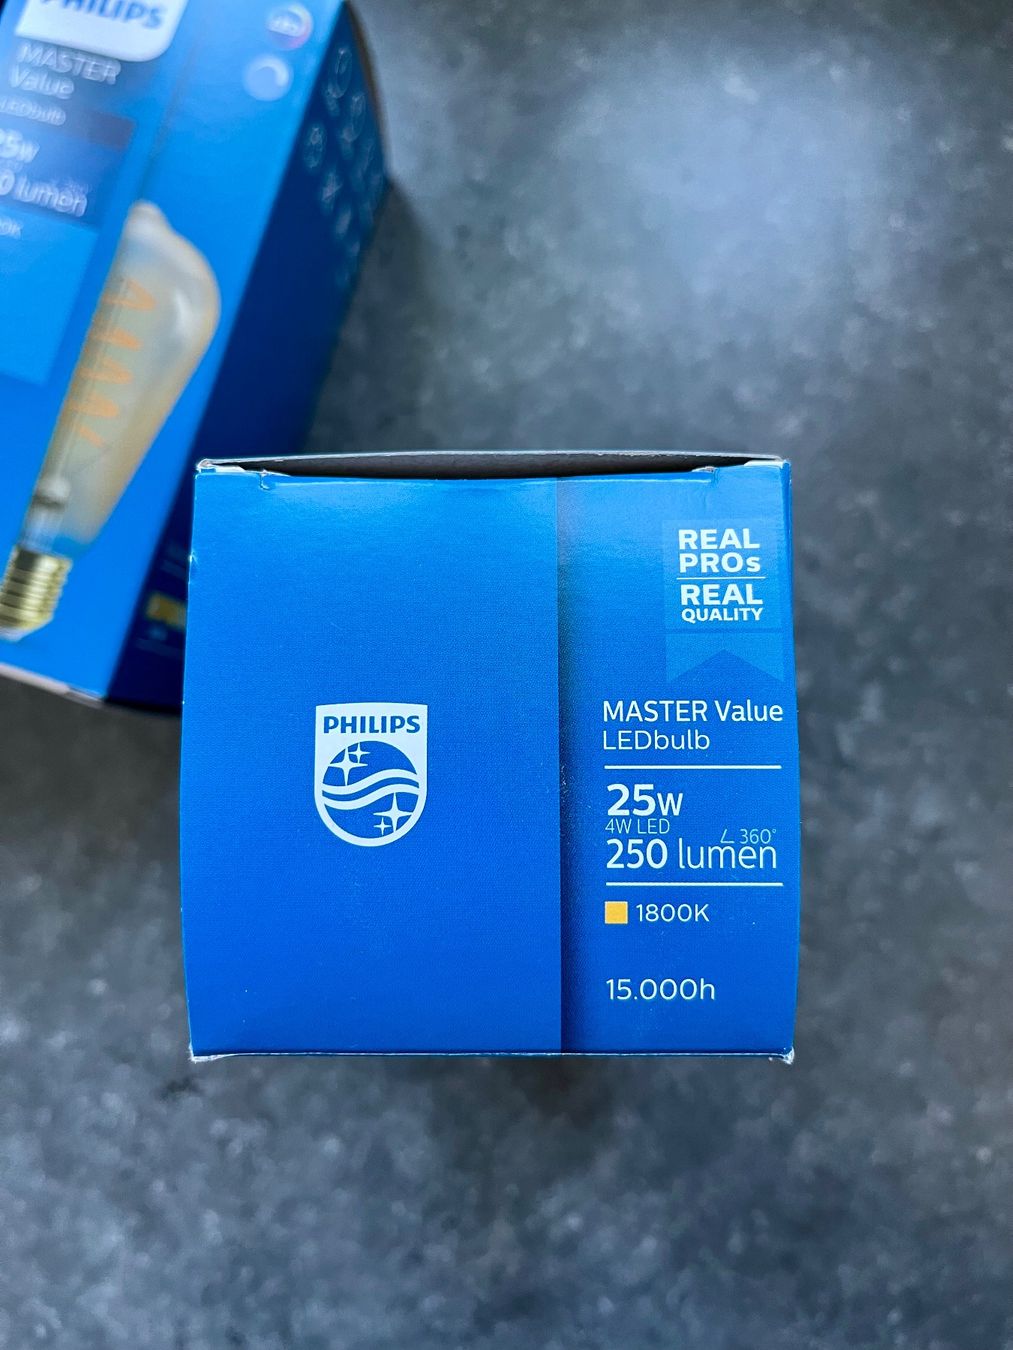 PHILIPS
MASTER
Value
LEDbulb
25w
lumen
REAL
PROs
REAL
QUALITY
PHILIPS
MASTER Value
LEDbulb
25w
4W LED
∠ 360°
250 lumen
1800K
15.000h